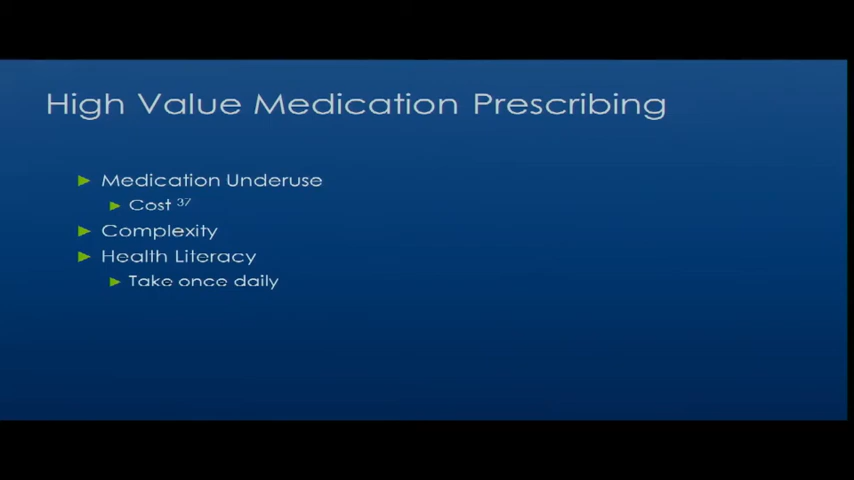 High Value Medication Prescribing
Medication Underuse
Cost 37
Complexity
Health Literacy
Take once daily